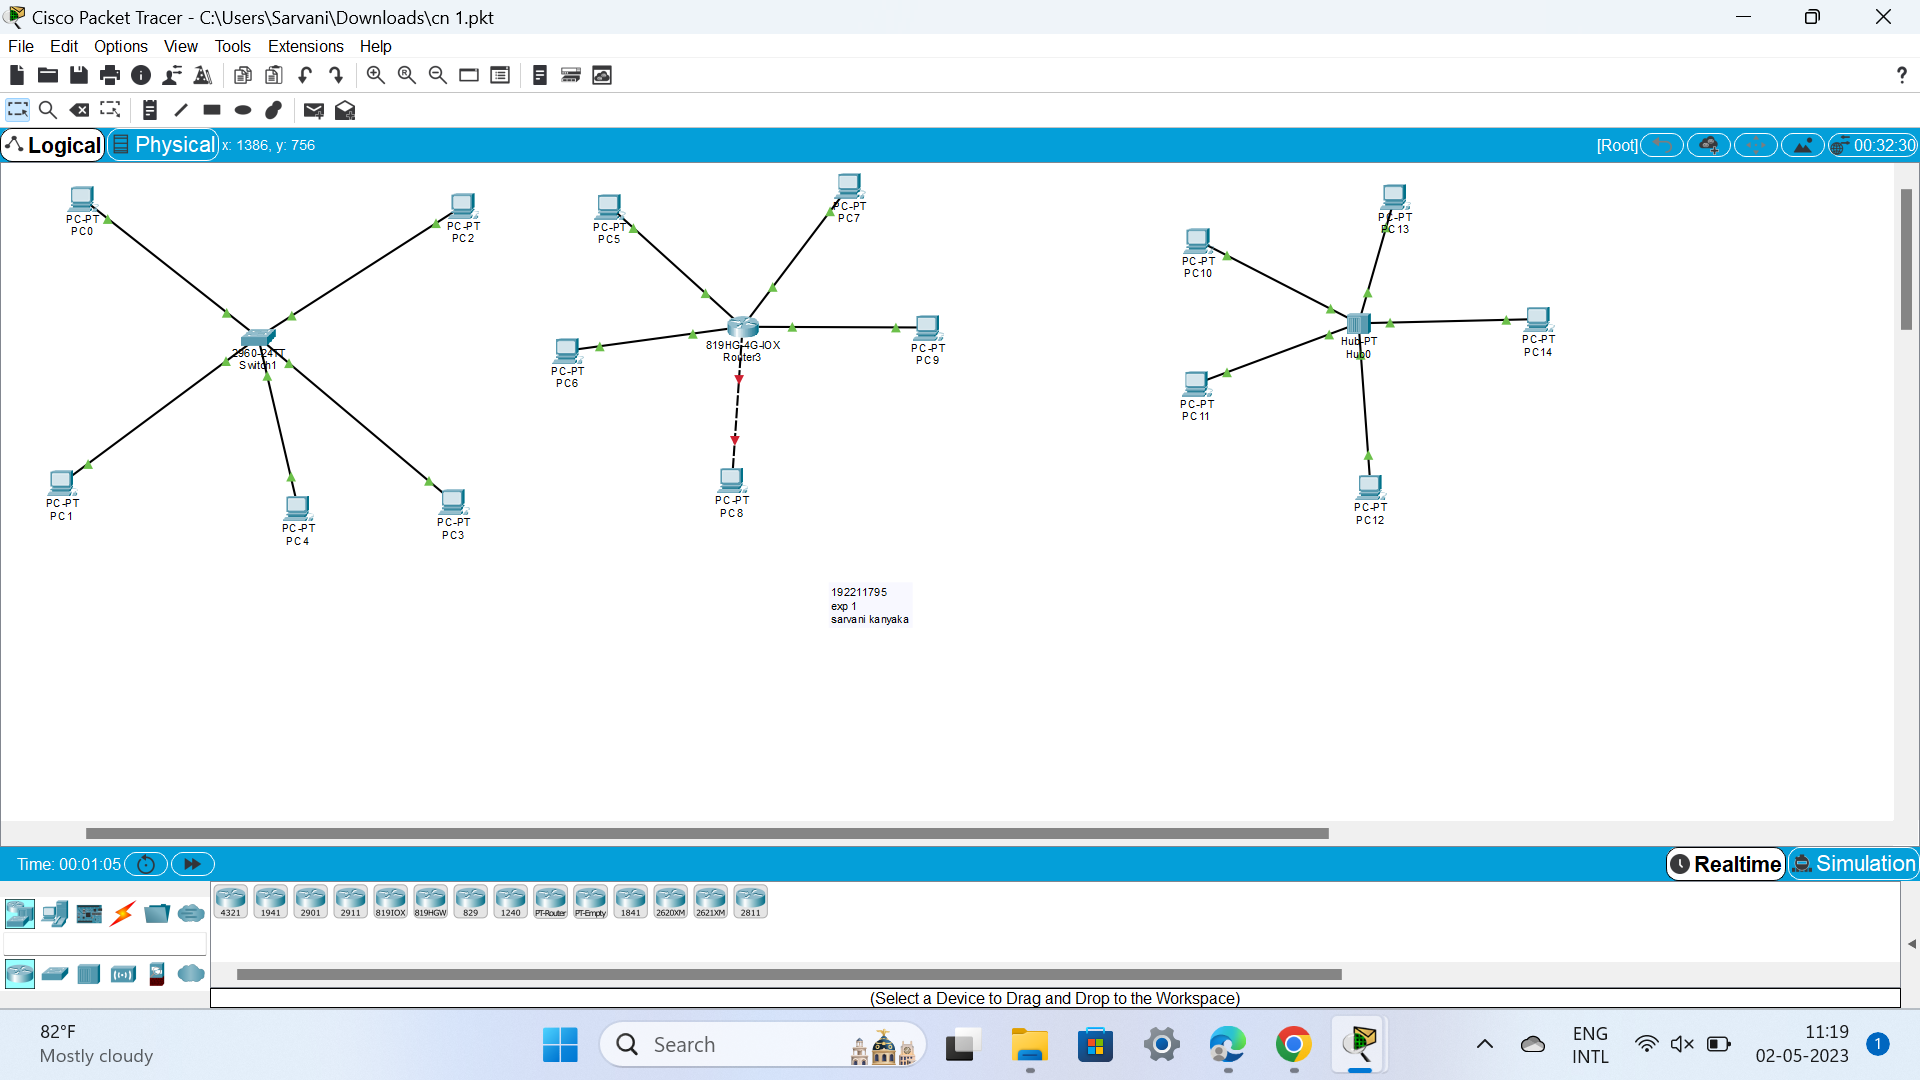 Cisco Packet Tracer - C:\Users\Sarvani\Downloads\cn 1.pkt
File Edit Options View Tools Extensions Help
?
Logical Physical x: 1386, y: 756 [Root] 00:32:30
PC-PT
PC0
PC-PT
PC2
PC-PT
PC5
PC-PT
PC7
PC-PT
PC13
PC-PT
PC10
2960-24TT
Switch1
819HG-4G-IOX
Router3
PC-PT
PC6
PC-PT
PC9
Hub-PT
Hub0
PC-PT
PC14
PC-PT
PC11
PC-PT
PC1
PC-PT
PC4
PC-PT
PC3
PC-PT
PC8
PC-PT
PC12
192211795
exp 1
sarvani kanyaka
Time: 00:01:05 Realtime Simulation
4321 1941 2901 2911 819IOX 819HGW 829 1240 PT-Router PT-Empty 1841 2620XM 2621XM 2811
(Select a Device to Drag and Drop to the Workspace)
82°F
Mostly cloudy
Search
ENG
INTL
11:19
02-05-2023
1